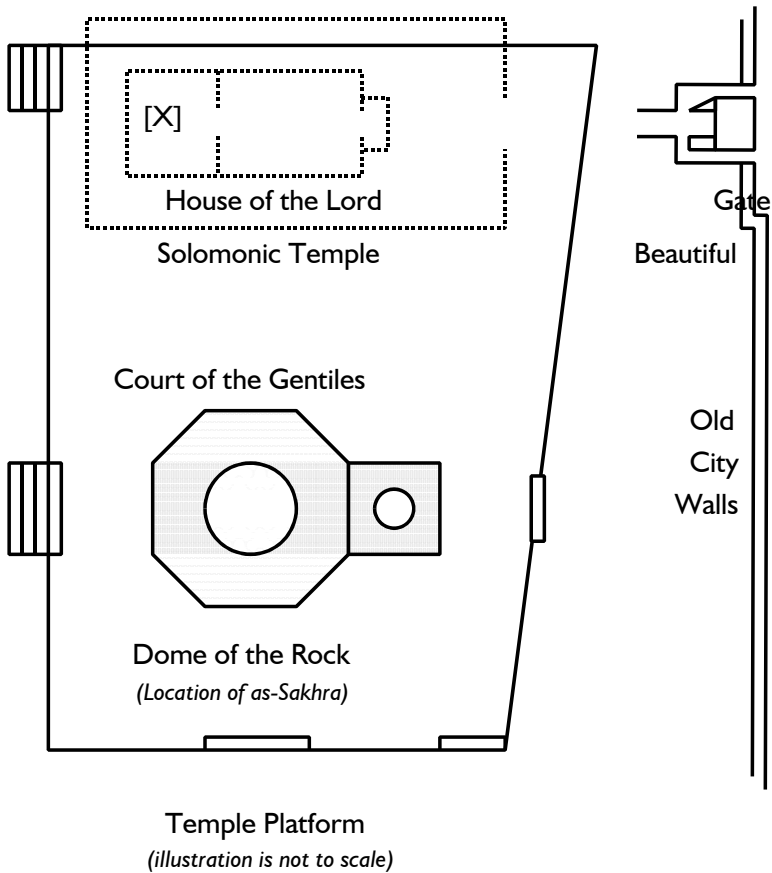 [X]
House of the Lord
Gate
Solomonic Temple
Beautiful
Court of the Gentiles
Old
City
Walls
Dome of the Rock
(Location of as-Sakhra)
Temple Platform
(illustration is not to scale)